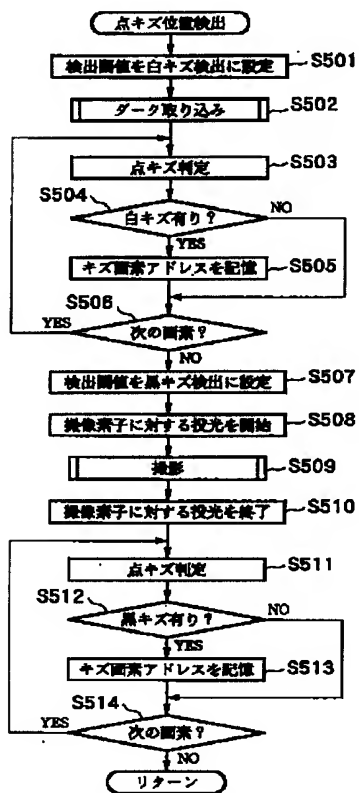 点キズ位置検出
検出閾値を白キズ検出に設定 S501
ダーク取り込み S502
点キズ判定 S503
S504
白キズ有り? NO
YES
キズ画素アドレスを記憶 S505
S506
次の画素? YES
NO
検出閾値を黒キズ検出に設定 S507
撮像素子に対する投光を開始 S508
撮影 S509
撮像素子に対する投光を終了 S510
点キズ判定 S511
S512
黒キズ有り? NO
YES
キズ画素アドレスを記憶 S513
S514
次の画素? YES
NO
リターン